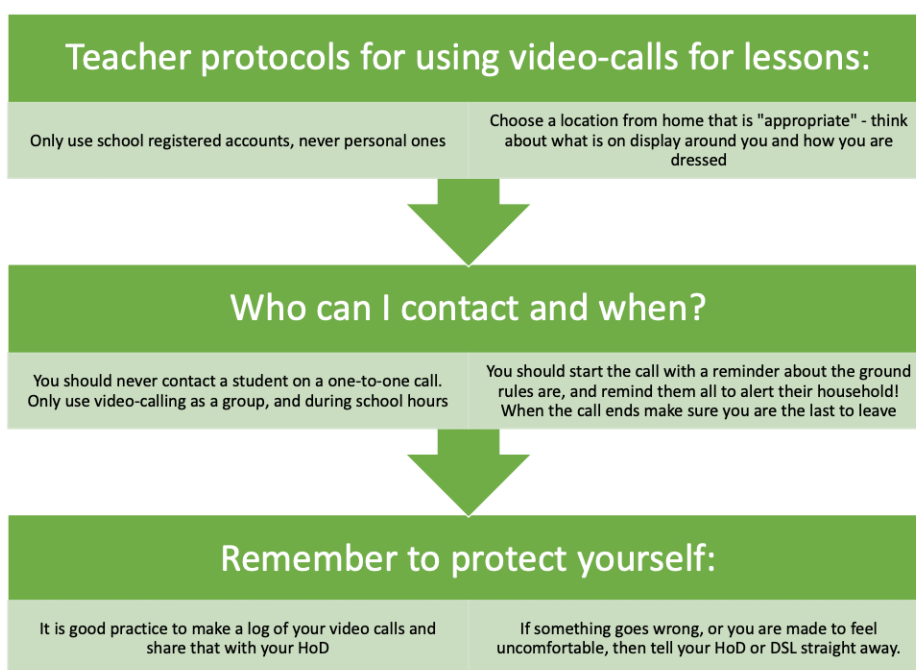 Teacher protocols for using video-calls for lessons:
Only use school registered accounts, never personal ones
Choose a location from home that is "appropriate" - think
about what is on display around you and how you are
dressed
Who can I contact and when?
You should never contact a student on a one-to-one call.
Only use video-calling as a group, and during school hours
You should start the call with a reminder about the ground
rules are, and remind them all to alert their household!
When the call ends make sure you are the last to leave
Remember to protect yourself:
It is good practice to make a log of your video calls and
share that with your HoD
If something goes wrong, or you are made to feel
uncomfortable, then tell your HoD or DSL straight away.